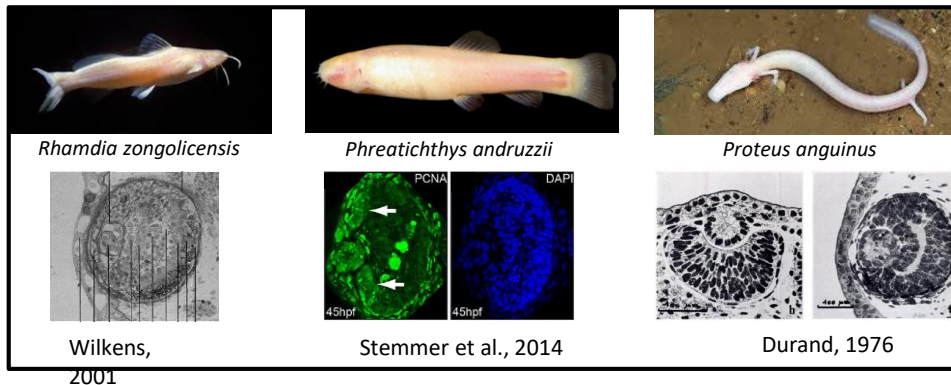 Rhamdia zongolicensis
Phreatichthys andruzzii
Proteus anguinus
PCNA
DAPI
45hpf
45hpf
b
Wilkens,
2001
Stemmer et al., 2014
Durand, 1976